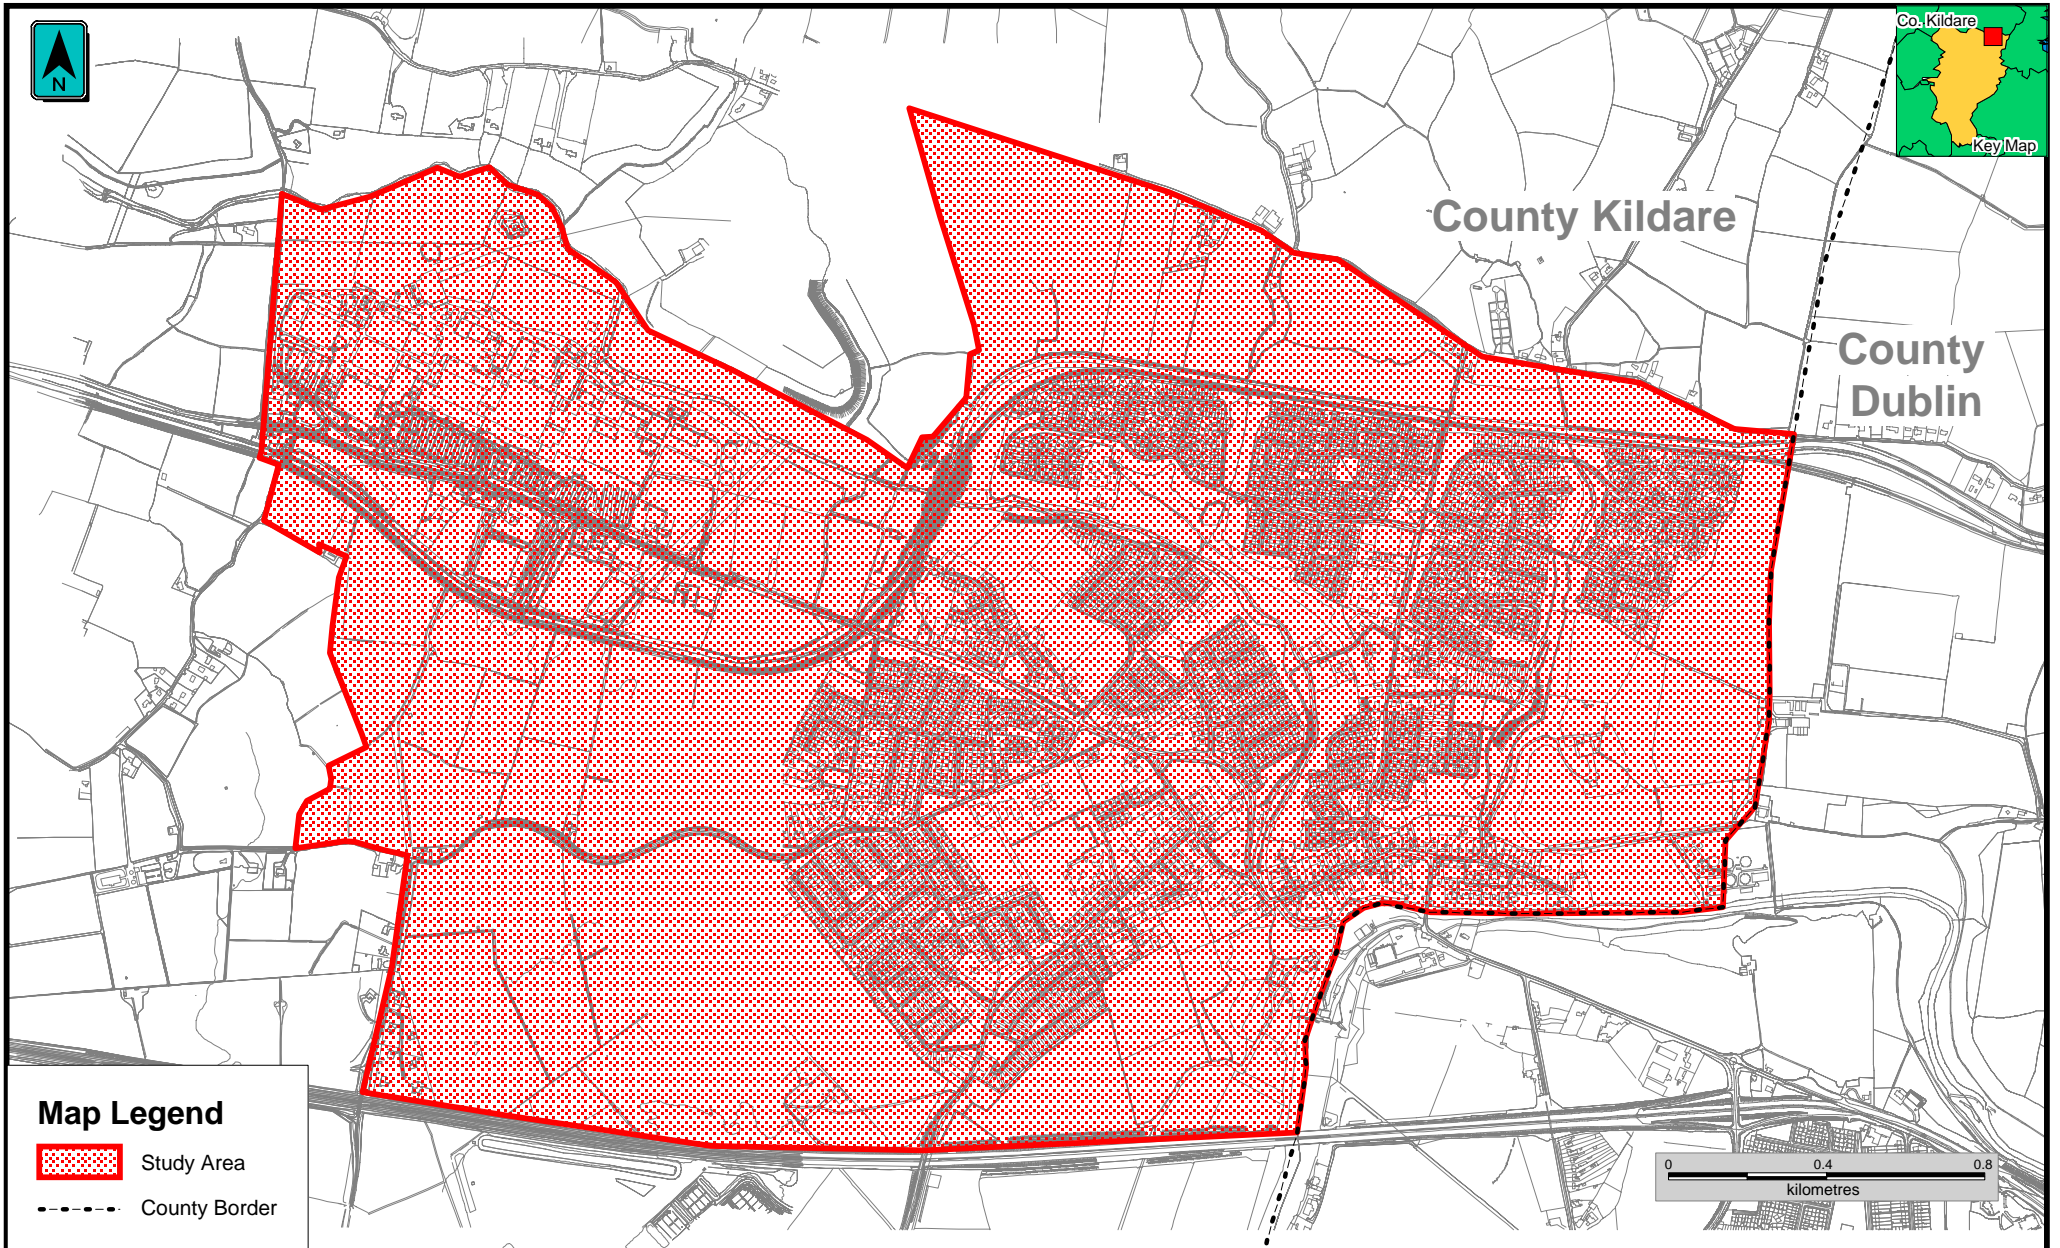 N
Co. Kildare
Key Map
County Kildare
County
Dublin
Map Legend
Study Area
County Border
0 0.4 0.8
kilometres